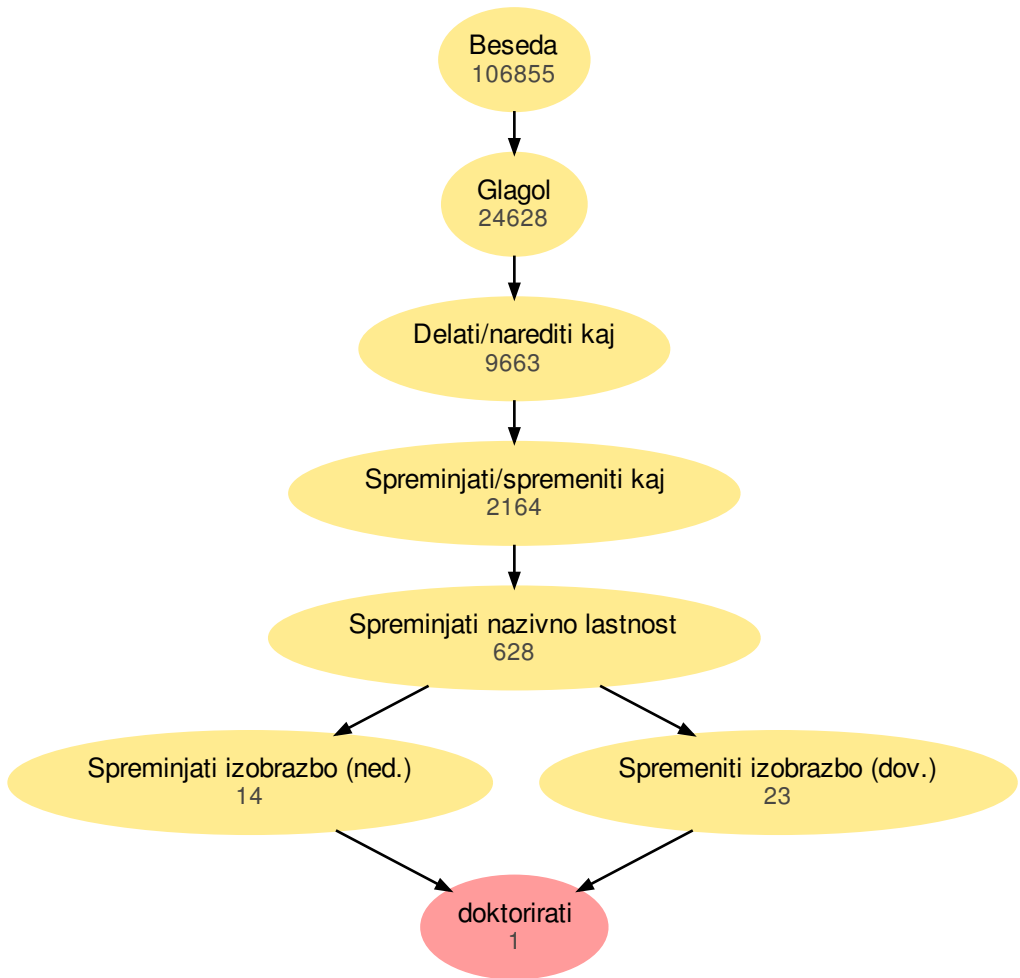 Beseda
106855
Glagol
24628
Delati/narediti kaj
9663
Spreminjati/spremeniti kaj
2164
Spreminjati nazivno lastnost
628
Spreminjati izobrazbo (ned.)
14
Spremeniti izobrazbo (dov.)
23
doktorirati
1